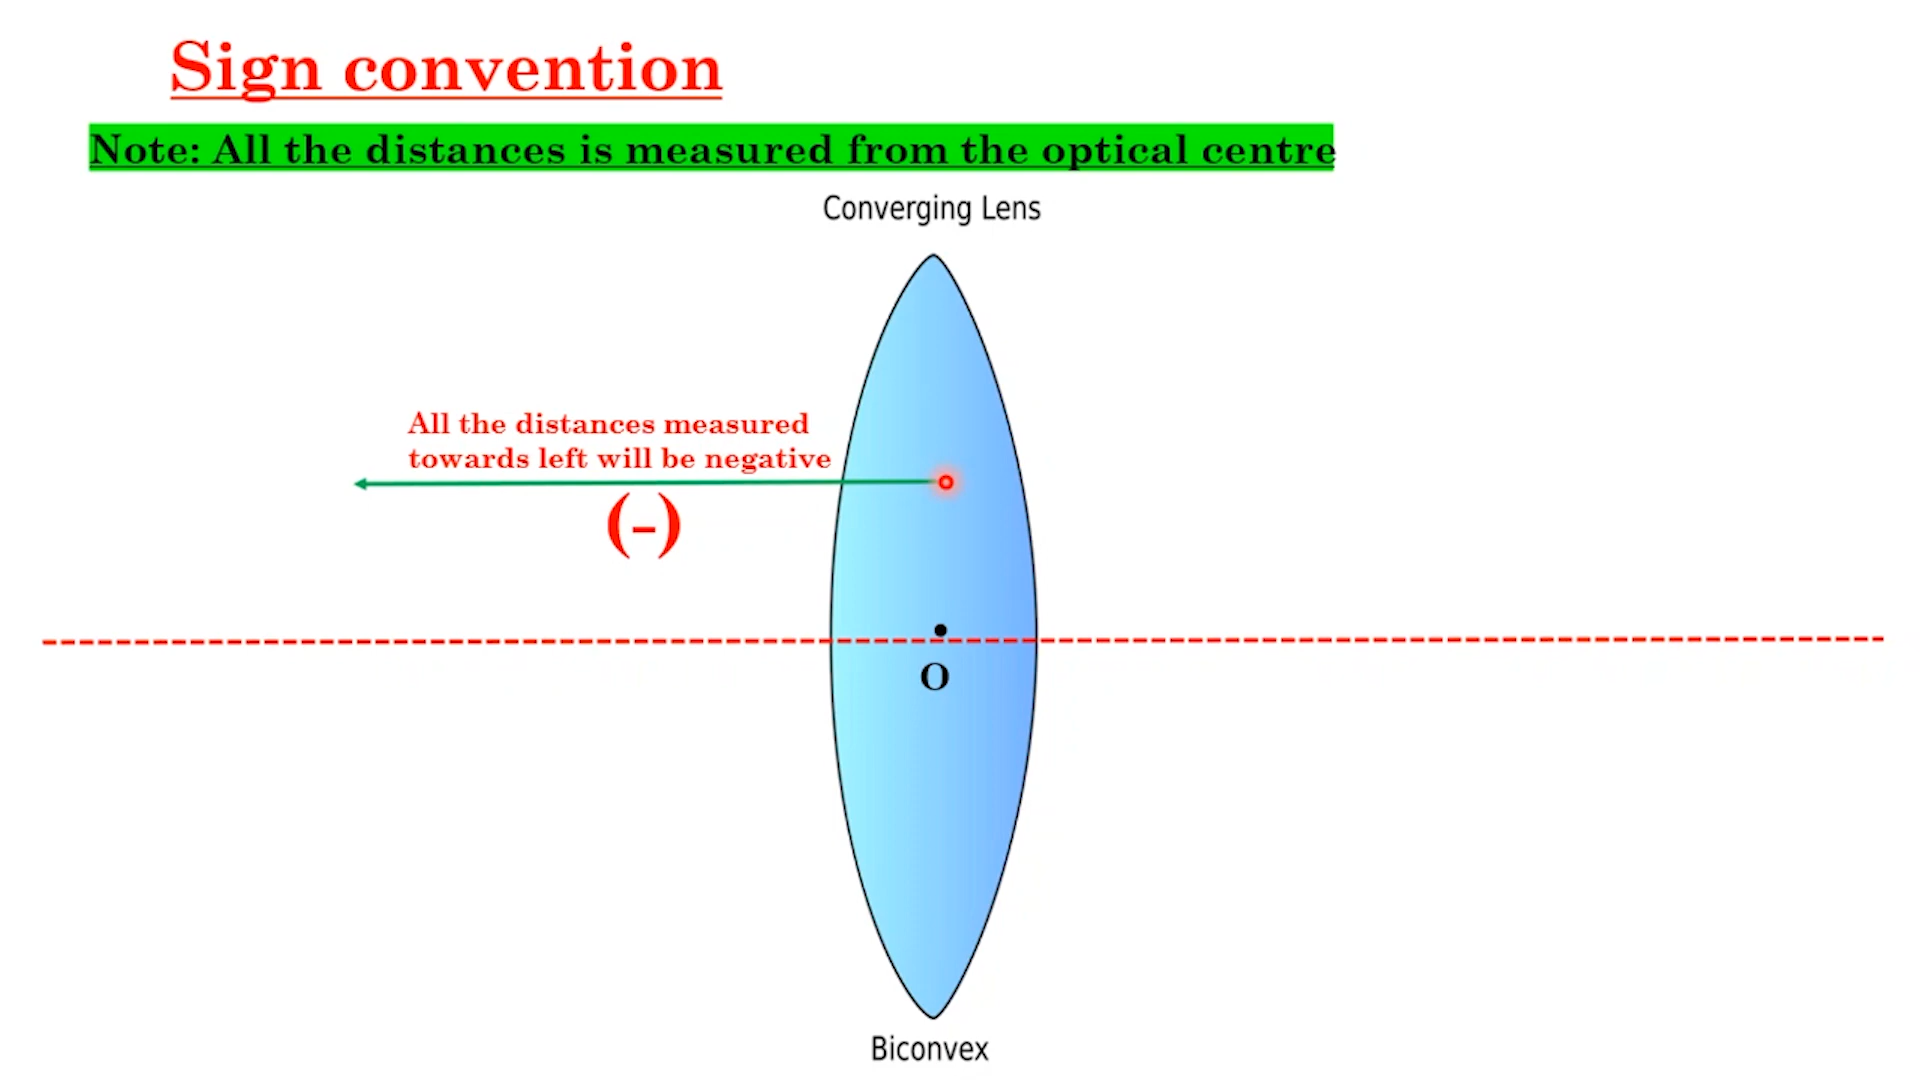 Sign convention
Note: All the distances is measured from the optical centre
Converging Lens
All the distances measured
towards left will be negative
(-)
O
Biconvex